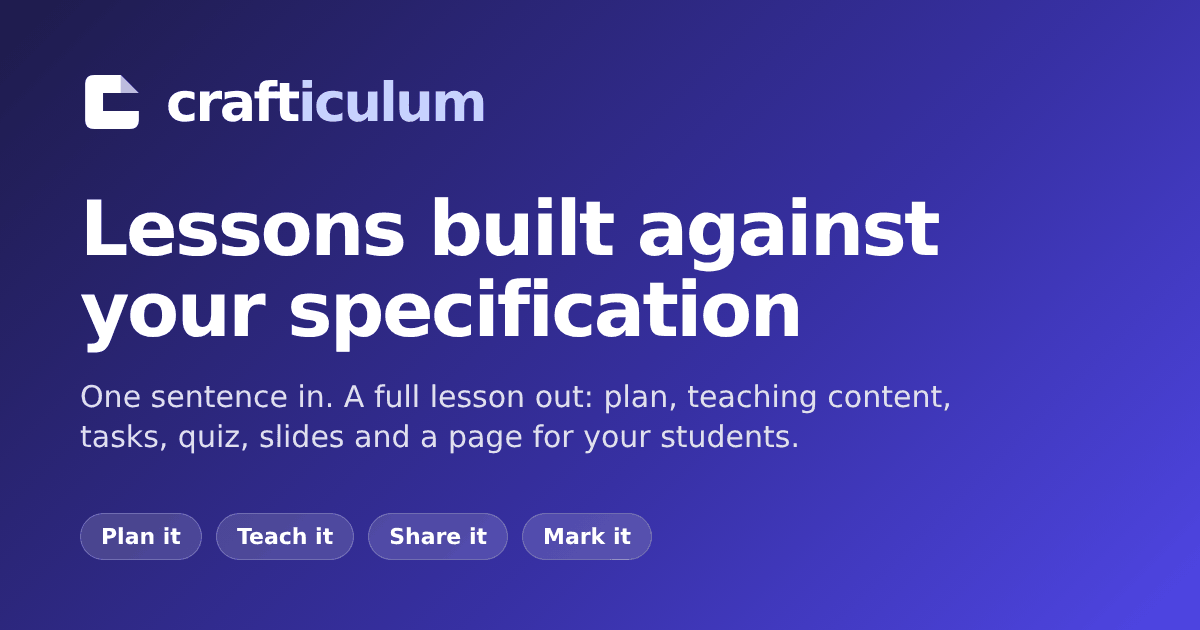 crafticulum
Lessons built against
your specification
One sentence in. A full lesson out: plan, teaching content,
tasks, quiz, slides and a page for your students.
Plan it
Teach it
Share it
Mark it